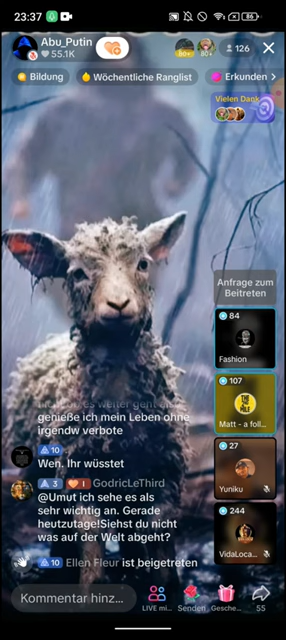 23:37
86
Abu_Putin
55.1K
80+
80+
126
Bildung
Wöchentliche Rangliste
Erkunden
Vielen Dank
Anfrage zum
Beitreten
84
Fashion
107
Matt - a foll...
27
Yuniku
244
VidaLoca...
genieße ich mein Leben ohne
irgendw verbote
10
Wen. Ihr wüsstet
3 1 GodricLeThird
@Umut ich sehe es als
sehr wichtig an. Gerade
heutzutage!Siehst du nicht
was auf der Welt abgeht?
10 Ellen Fleur ist beigetreten
Kommentar hinz...
LIVE mi...
Senden
Gesche...
55